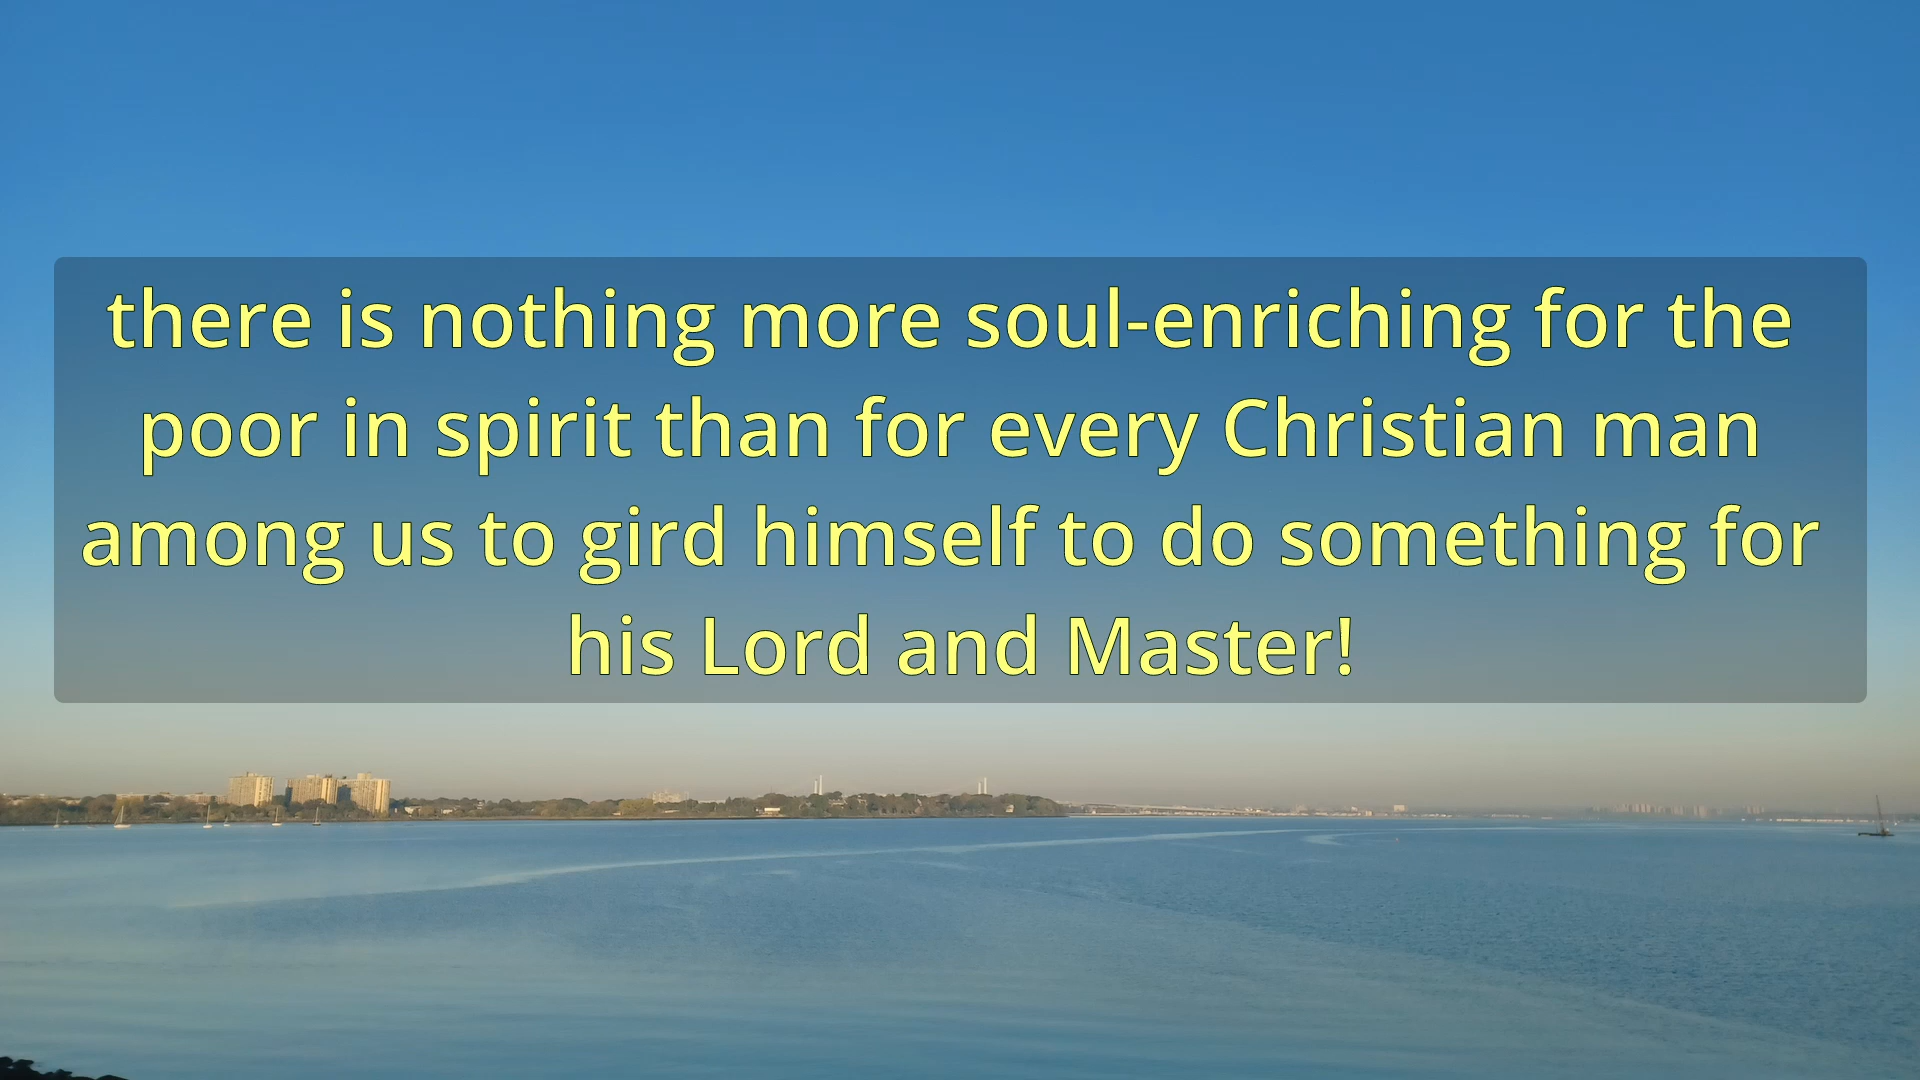 there is nothing more soul-enriching for the
poor in spirit than for every Christian man
among us to gird himself to do something for
his Lord and Master!